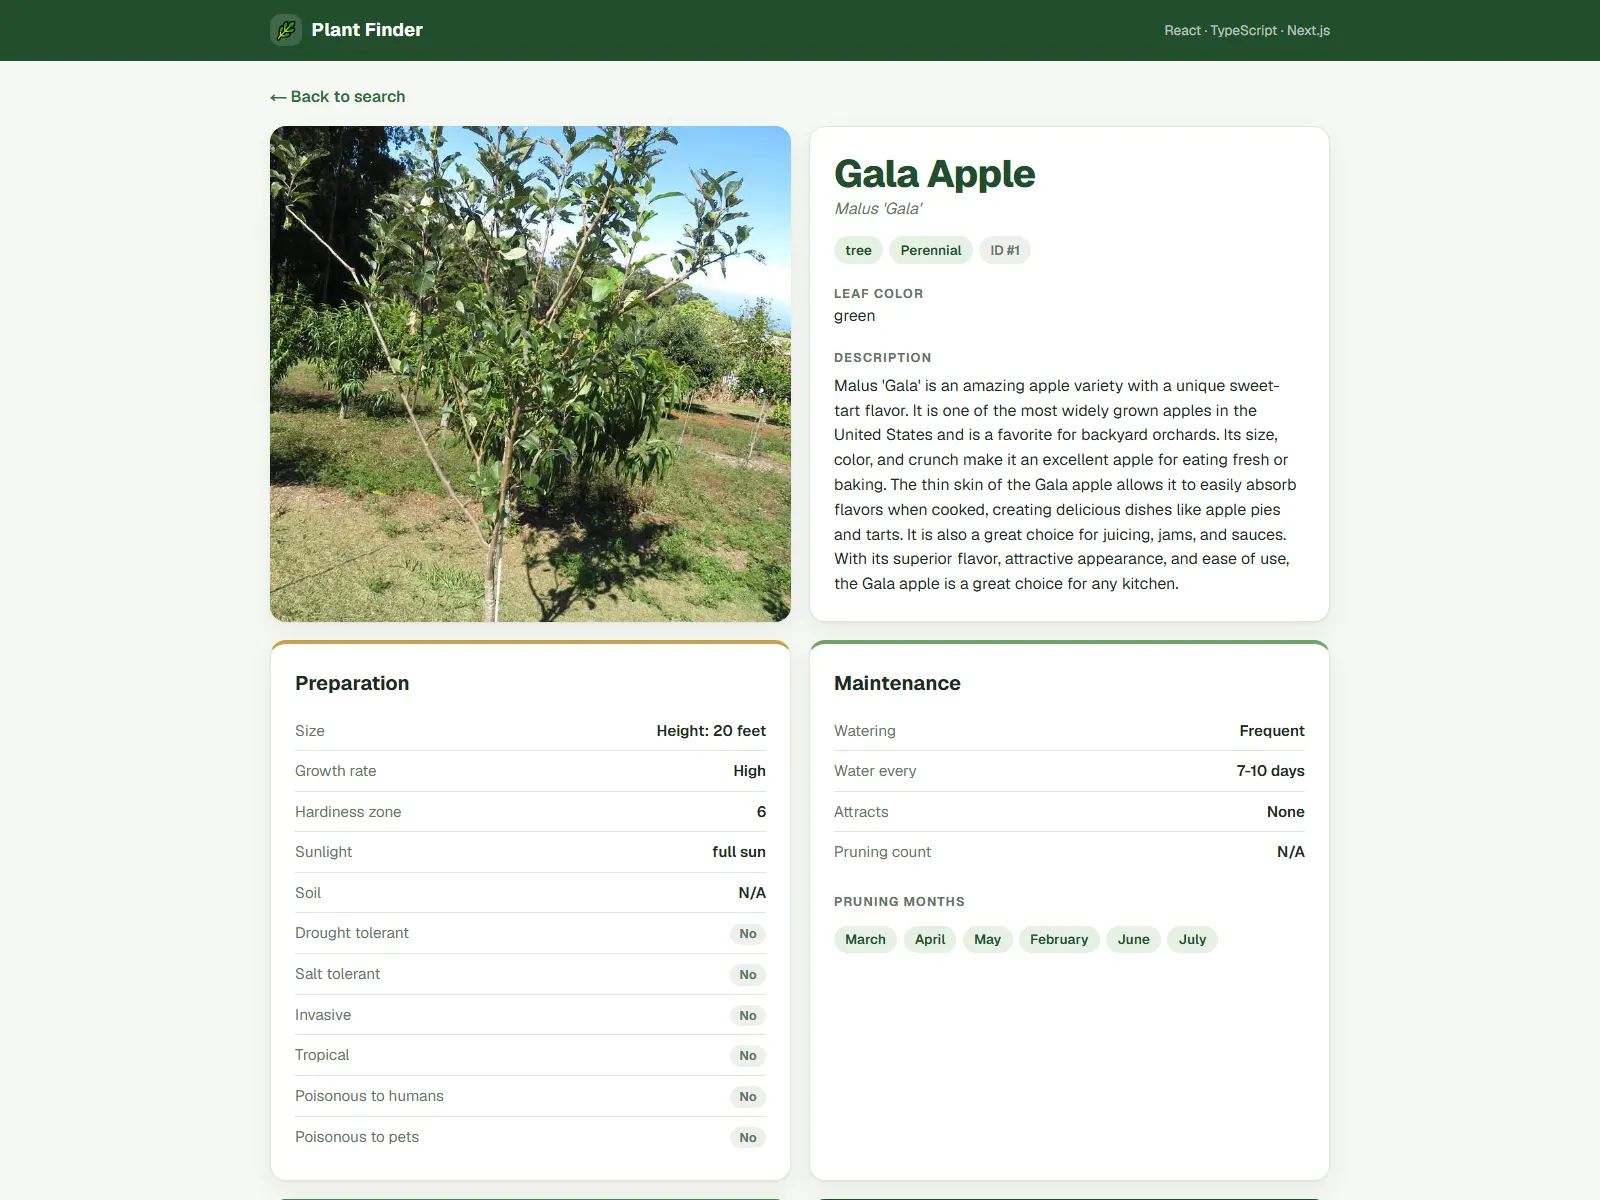 Plant Finder
React · TypeScript · Next.js
← Back to search
Gala Apple
Malus 'Gala'
tree
Perennial
ID #1
LEAF COLOR
green
DESCRIPTION
Malus 'Gala' is an amazing apple variety with a unique sweet-
tart flavor. It is one of the most widely grown apples in the
United States and is a favorite for backyard orchards. Its size,
color, and crunch make it an excellent apple for eating fresh or
baking. The thin skin of the Gala apple allows it to easily absorb
flavors when cooked, creating delicious dishes like apple pies
and tarts. It is also a great choice for juicing, jams, and sauces.
With its superior flavor, attractive appearance, and ease of use,
the Gala apple is a great choice for any kitchen.
Preparation
Size Height: 20 feet
Growth rate High
Hardiness zone 6
Sunlight full sun
Soil N/A
Drought tolerant No
Salt tolerant No
Invasive No
Tropical No
Poisonous to humans No
Poisonous to pets No
Maintenance
Watering Frequent
Water every 7-10 days
Attracts None
Pruning count N/A
PRUNING MONTHS
March
April
May
February
June
July